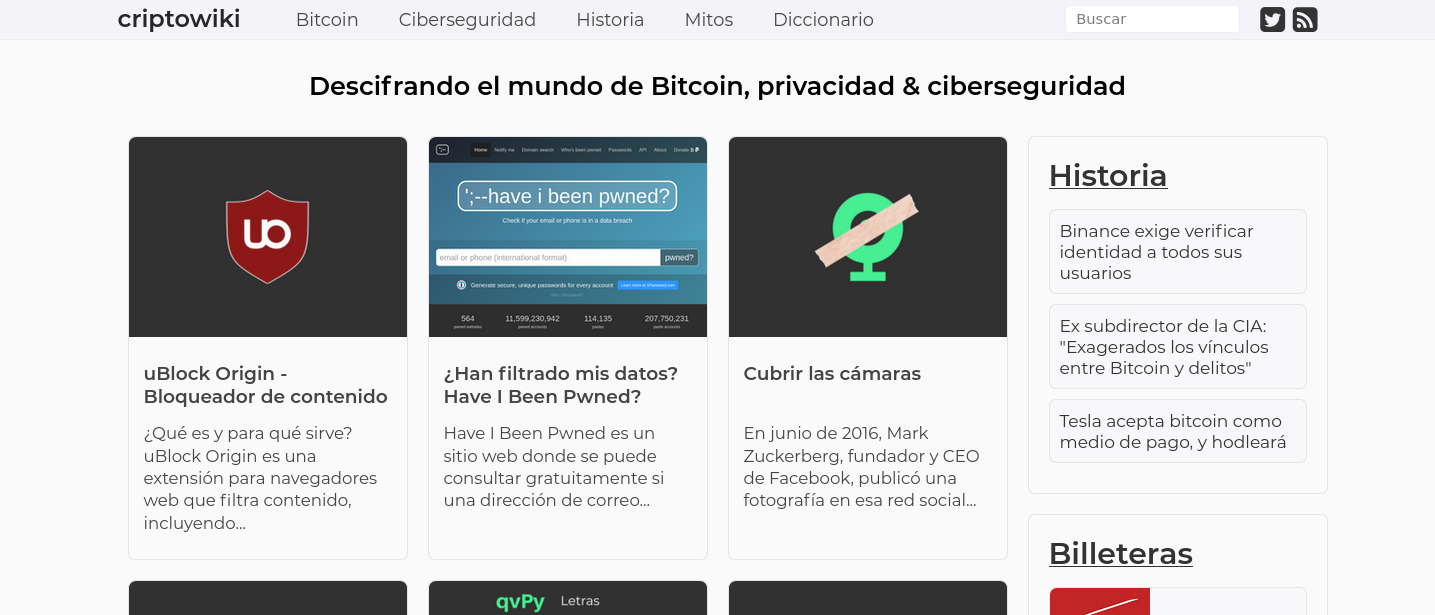 criptowiki
Bitcoin
Ciberseguridad
Historia
Mitos
Diccionario
Buscar
Descifrando el mundo de Bitcoin, privacidad & ciberseguridad
uo
Home Notify me Domain search Who's been pwned Passwords API About Donate
';--have i been pwned?
Check if your email or phone is in a data breach
email or phone (international format)
pwned?
Generate secure, unique passwords for every account
Learn more at 1Password.com
564
11,599,230,942
114,135
207,750,231
pwned websites
pwned accounts
pastes
paste accounts
uBlock Origin -
Bloqueador de contenido
¿Qué es y para qué sirve?
uBlock Origin es una
extensión para navegadores
web que filtra contenido,
incluyendo...
¿Han filtrado mis datos?
Have I Been Pwned?
Have I Been Pwned es un
sitio web donde se puede
consultar gratuitamente si
una dirección de correo...
Cubrir las cámaras
En junio de 2016, Mark
Zuckerberg, fundador y CEO
de Facebook, publicó una
fotografía en esa red social...
Historia
Binance exige verificar
identidad a todos sus
usuarios
Ex subdirector de la CIA:
"Exagerados los vínculos
entre Bitcoin y delitos"
Tesla acepta bitcoin como
medio de pago, y hodleará
Billeteras
qvPy
Letras